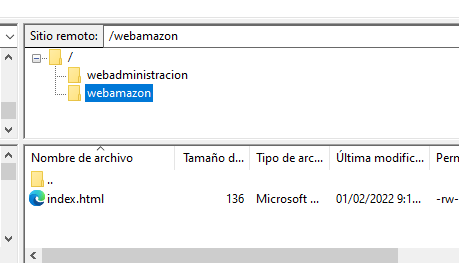 Sitio remoto: /webamazon
/
webadministracion
webamazon
Nombre de archivo Tamaño d... Tipo de arc... Última modific... Perm
..
index.html 136 Microsoft ... 01/02/2022 9:1... -rw-